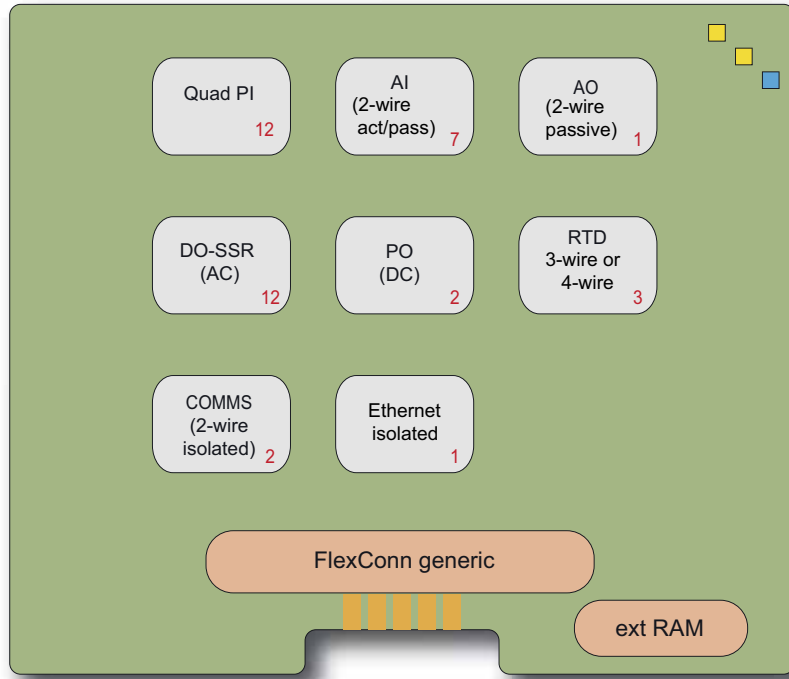 Quad PI
12
AI
(2-wire
act/pass)
7
AO
(2-wire
passive)
1
DO-SSR
(AC)
12
PO
(DC)
2
RTD
3-wire or
4-wire
3
COMMS
(2-wire
isolated)
2
Ethernet
isolated
1
FlexConn generic
ext RAM